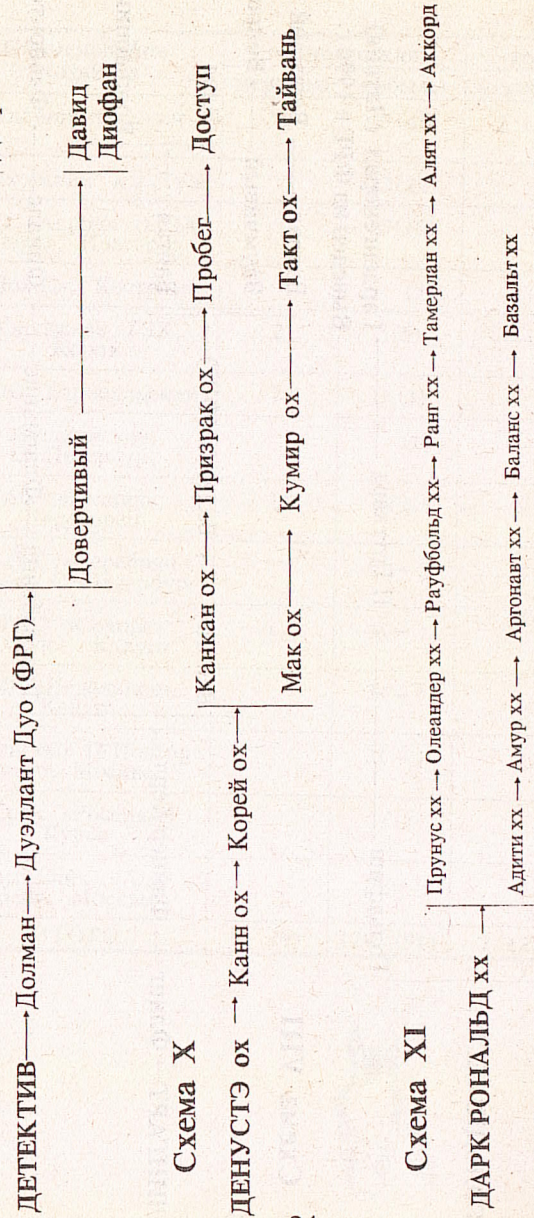 Давид
Диофан
Доверчивый
ДЕТЕКТИВ → Долман → Дуэллант Дуо (ФРГ) →
Схема X
Канкан ох → Призрак ох → Пробег → Доступ
ДЕНУСТЭ ох → Канн ох → Корей ох →
Мак ох → Кумир ох → Такт ох → Тайвань
Схема XI
Прунус хх → Олеандер хх → Рауфбольд хх → Ранг хх → Тамерлан хх → Алят хх → Аккорд
ДАРК РОНАЛЬД хх →
Адити хх → Амур хх → Аргонавт хх → Баланс хх → Базальт хх